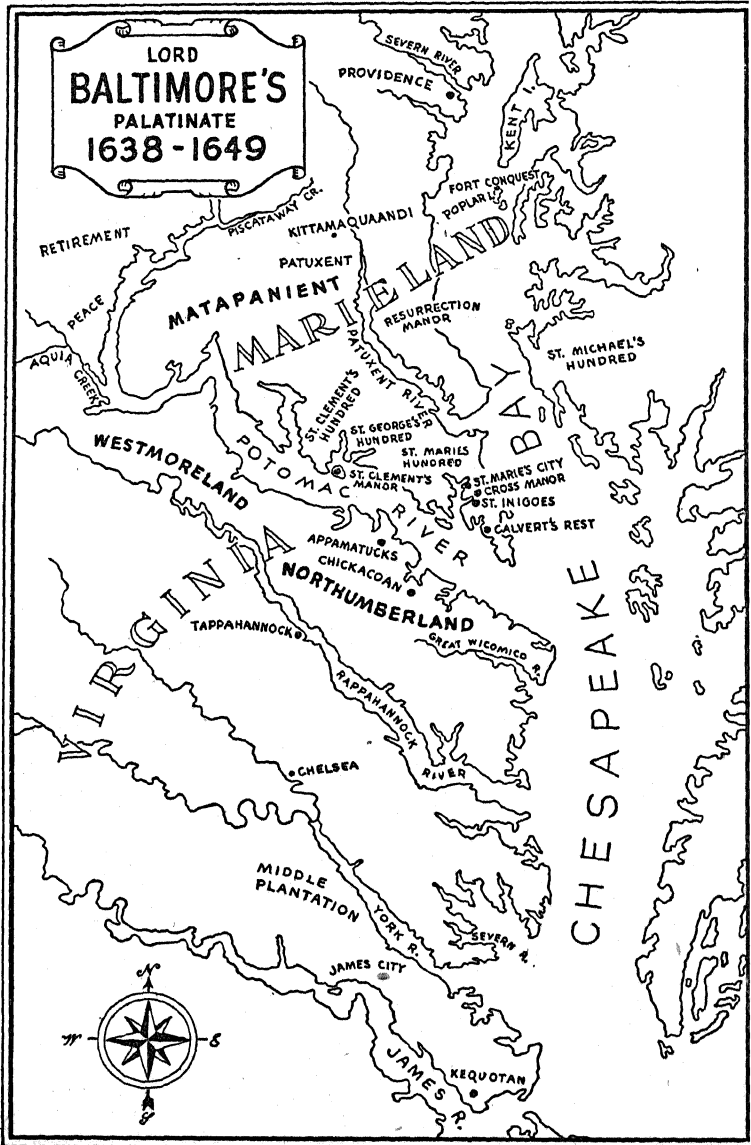 LORD
BALTIMORE'S
PALATINATE
1638 - 1649
SEVERN RIVER
PROVIDENCE
KENT I.
FORT CONQUEST
POPLAR I.
PISCATAWAY CR.
KITTAMAQUAANDI
RETIREMENT
PATUXENT
MATAPANIENT
MARIELAND
PEACE
RESURRECTION
MANOR
AQUIA
CREEK
PATUXENT RIVER
ST. MICHAEL'S
HUNDRED
ST. CLEMENT'S
HUNDRED
ST. GEORGE'S
HUNDRED
ST. MARIES
HUNDRED
WESTMORELAND
POTOMAC RIVER
ST. CLEMENT'S
MANOR
ST. MARIE'S CITY
CROSS MANOR
ST. INIGOES
CALVERT'S REST
APPAMATUCKS
CHICKACOAN
VIRGINIA
NORTHUMBERLAND
TAPPAHANNOCK
GREAT WICOMICO R.
RAPPAHANNOCK
RIVER
CHESAPEAKE BAY
CHELSEA
MIDDLE
PLANTATION
YORK R.
SEVERN R.
JAMES CITY
N
W
E
S
JAMES R.
KEQUOTAN